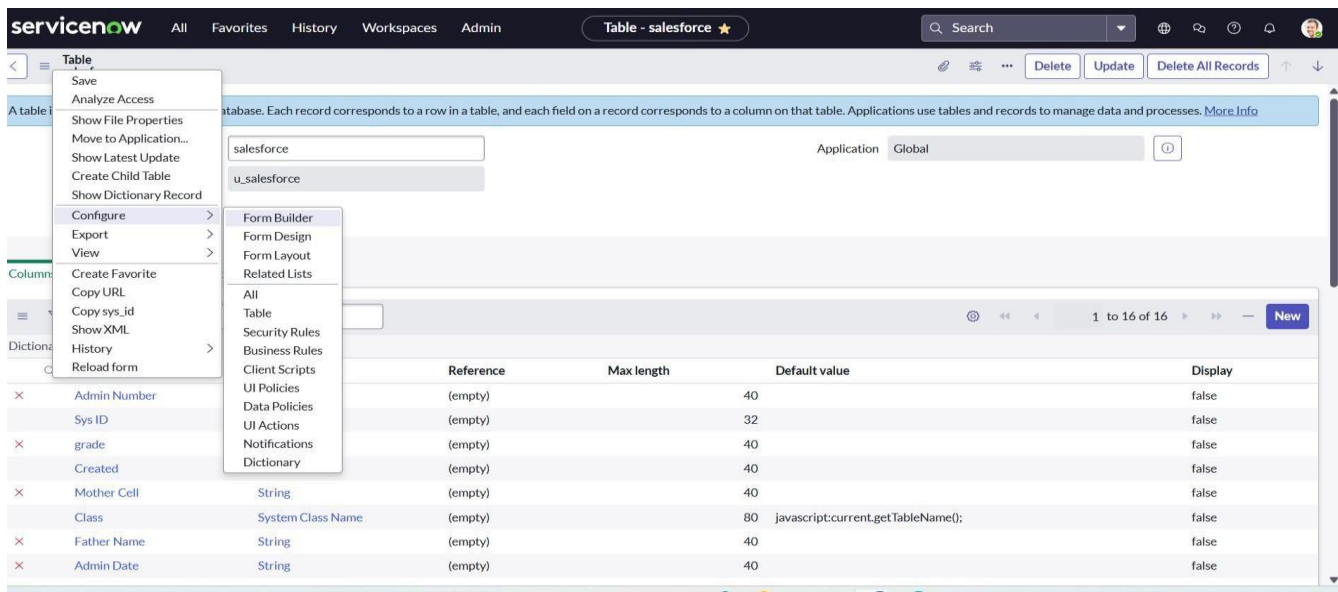 servicenow All Favorites History Workspaces Admin Table - salesforce Search
Table
Delete Update Delete All Records
Save
Analyze Access
Show File Properties
Move to Application...
Show Latest Update
Create Child Table
Show Dictionary Record
Configure
Export
View
Create Favorite
Copy URL
Copy sys_id
Show XML
History
Reload form
A table i
atabase. Each record corresponds to a row in a table, and each field on a record corresponds to a column on that table. Applications use tables and records to manage data and processes. More Info
salesforce
Application Global
u_salesforce
Form Builder
Form Design
Form Layout
Related Lists
All
Table
Security Rules
Business Rules
Client Scripts
UI Policies
Data Policies
UI Actions
Notifications
Dictionary
Column
1 to 16 of 16 New
Dictiona
Reference Max length Default value Display
Admin Number (empty) 40 false
Sys ID (empty) 32 false
grade (empty) 40 false
Created (empty) 40 false
Mother Cell String (empty) 40 false
Class System Class Name (empty) 80 javascript:current.getTableName(); false
Father Name String (empty) 40 false
Admin Date String (empty) 40 false